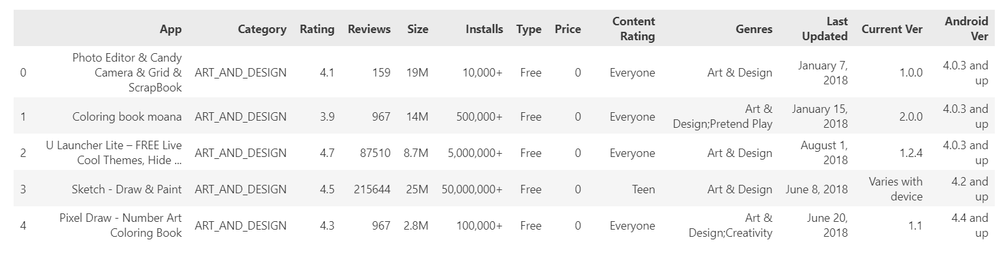 App Category Rating Reviews Size Installs Type Price Content Rating Genres Last Updated Current Ver Android Ver
0 Photo Editor & Candy Camera & Grid & ScrapBook ART_AND_DESIGN 4.1 159 19M 10,000+ Free 0 Everyone Art & Design January 7, 2018 1.0.0 4.0.3 and up
1 Coloring book moana ART_AND_DESIGN 3.9 967 14M 500,000+ Free 0 Everyone Art & Design;Pretend Play January 15, 2018 2.0.0 4.0.3 and up
2 U Launcher Lite – FREE Live Cool Themes, Hide ... ART_AND_DESIGN 4.7 87510 8.7M 5,000,000+ Free 0 Everyone Art & Design August 1, 2018 1.2.4 4.0.3 and up
3 Sketch - Draw & Paint ART_AND_DESIGN 4.5 215644 25M 50,000,000+ Free 0 Teen Art & Design June 8, 2018 Varies with device 4.2 and up
4 Pixel Draw - Number Art Coloring Book ART_AND_DESIGN 4.3 967 2.8M 100,000+ Free 0 Everyone Art & Design;Creativity June 20, 2018 1.1 4.4 and up